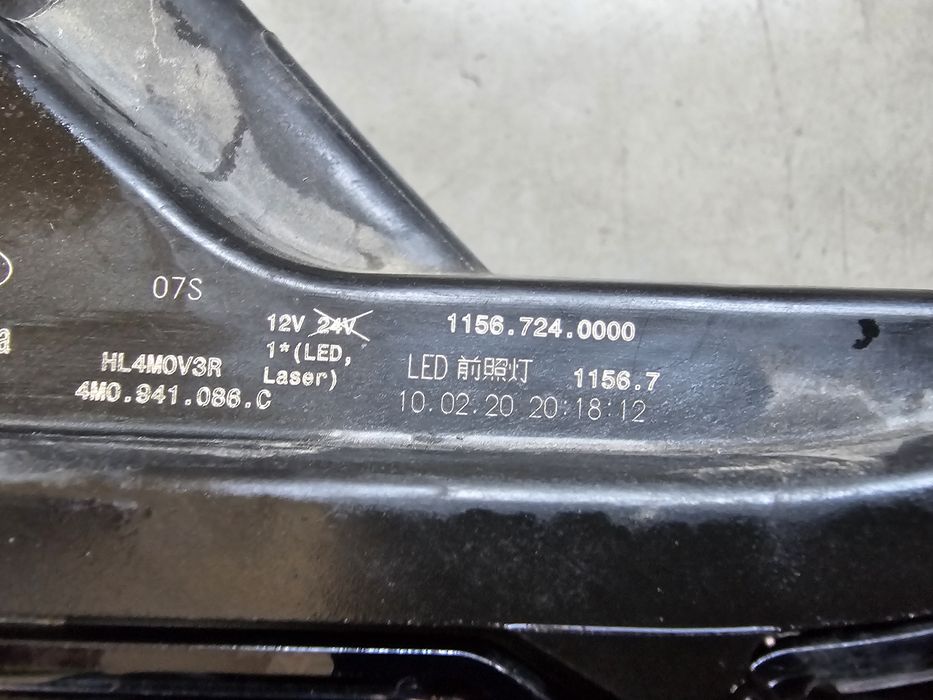 07S
12V 24V
1*(LED,
Laser)
HL4M0V3R
4M0.941.086.C
1156.724.0000
LED 前照灯 1156.7
10.02.20 20:18:12
a